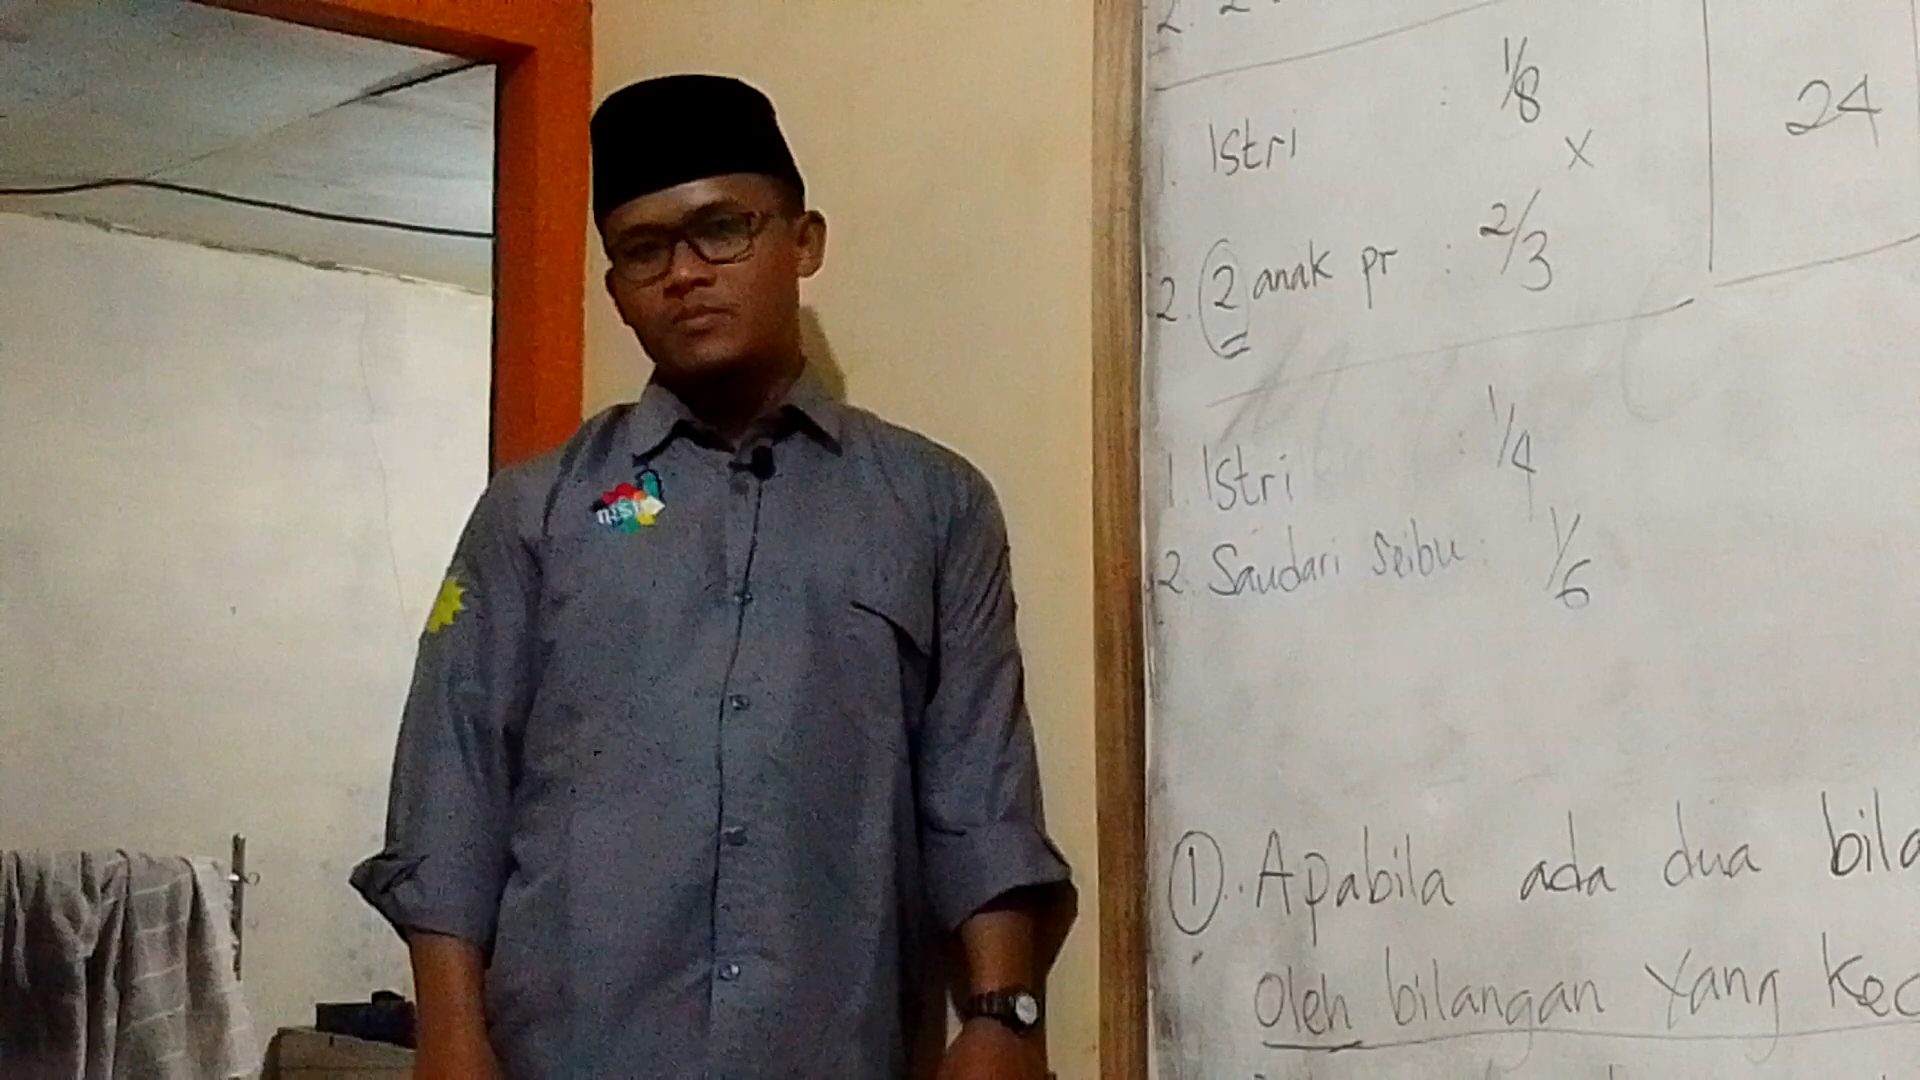 1. Istri : 1/8
x
24
2. 2 anak pr : 2/3
1. Istri : 1/4
2. Saudari Seibu : 1/6
①. Apabila ada dua bila
Oleh bilangan Yang Kec